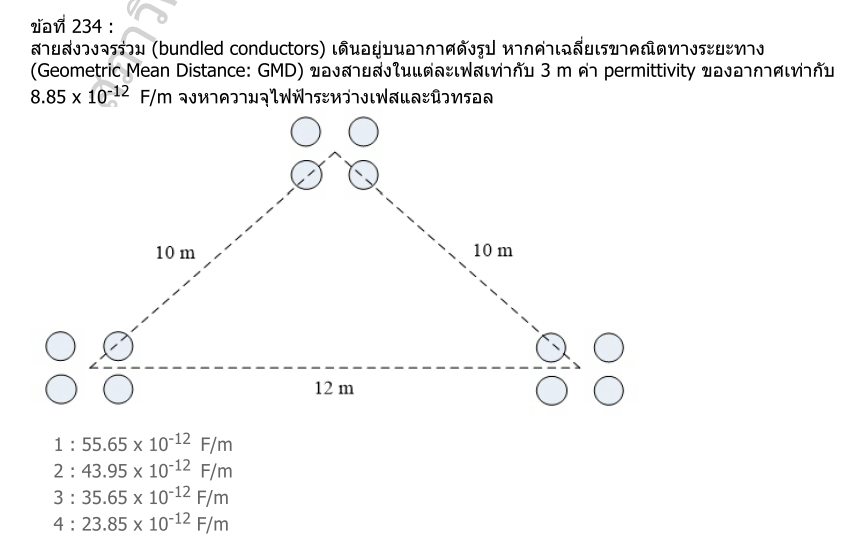 ข้อที่ 234 :
สายส่งวงจรร่วม (bundled conductors) เดินอยู่บนอากาศดังรูป หากค่าเฉลี่ยเรขาคณิตทางระยะทาง
(Geometric Mean Distance: GMD) ของสายส่งในแต่ละเฟสเท่ากับ 3 m ค่า permittivity ของอากาศเท่ากับ
8.85 x 10⁻¹² F/m จงหาความจุไฟฟ้าระหว่างเฟสและนิวทรอล
10 m
10 m
12 m
1 : 55.65 x 10⁻¹² F/m
2 : 43.95 x 10⁻¹² F/m
3 : 35.65 x 10⁻¹² F/m
4 : 23.85 x 10⁻¹² F/m